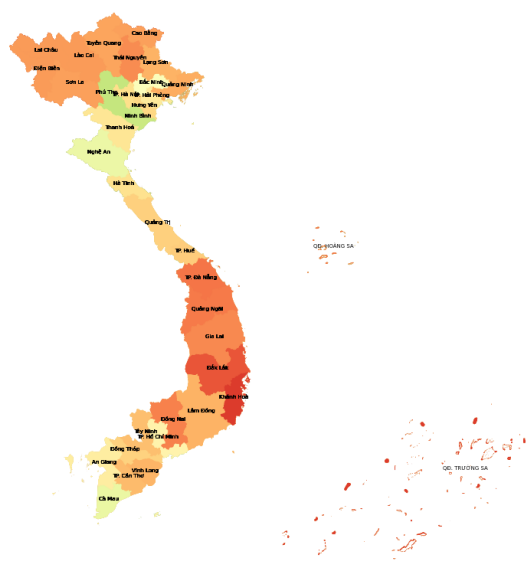 Cao Bằng
Tuyên Quang
Lai Châu
Lào Cai
Thái Nguyên
Lạng Sơn
Điện Biên
Sơn La
Bắc Ninh
Quảng Ninh
Phú Thọ
TP. Hà Nội
TP. Hải Phòng
Hưng Yên
Ninh Bình
Thanh Hoá
Nghệ An
Hà Tĩnh
Quảng Trị
TP. Huế
QĐ. HOÀNG SA
TP. Đà Nẵng
Quảng Ngãi
Gia Lai
Đắk Lắk
Khánh Hoà
Lâm Đồng
Đồng Nai
Tây Ninh
TP. Hồ Chí Minh
Đồng Tháp
An Giang
Vĩnh Long
TP. Cần Thơ
QĐ. TRƯỜNG SA
Cà Mau